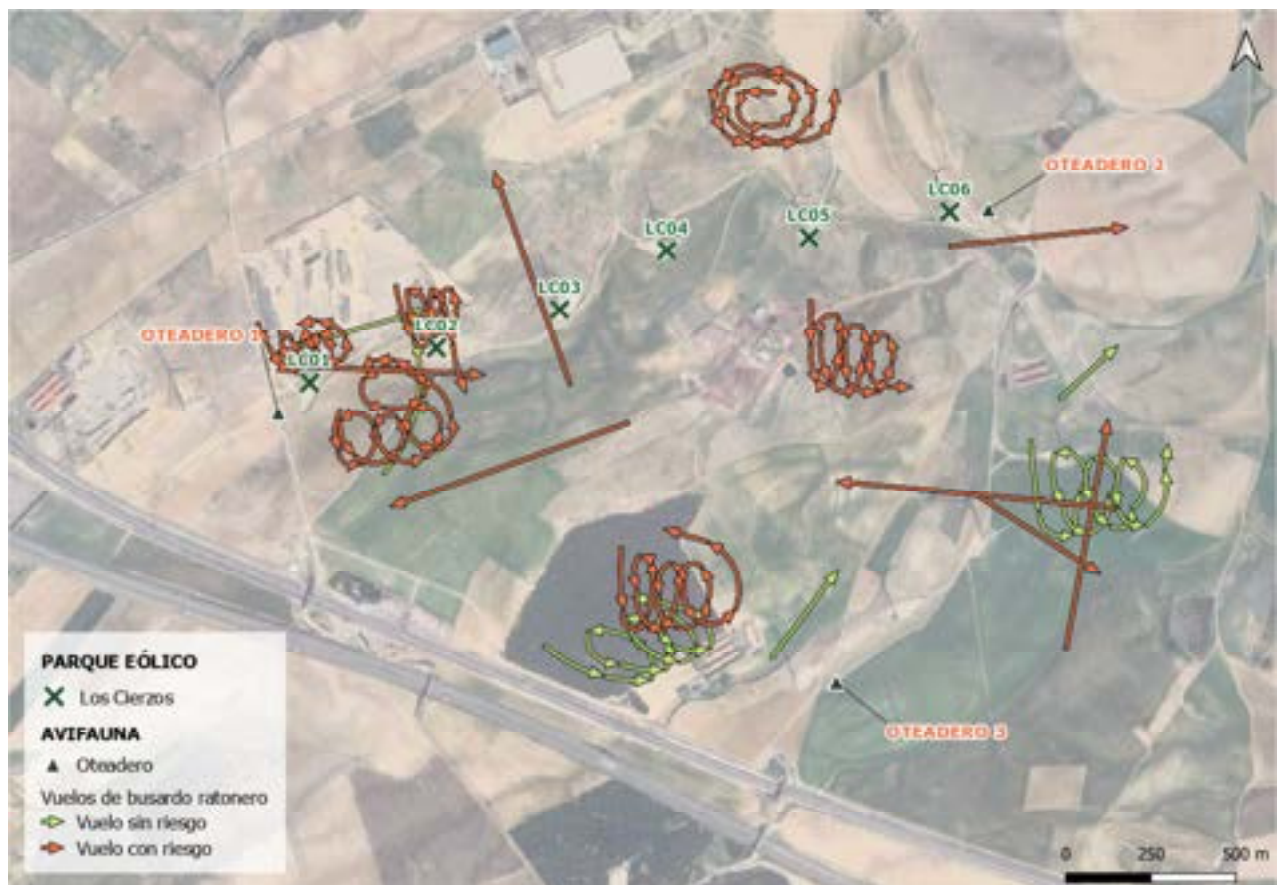 OTEADERO 2
LC06
LC05
LC04
LC03
LC02
OTEADERO 1
LC01
OTEADERO 3
PARQUE EÓLICO
Los Cierzos
AVIFAUNA
Oteadero
Vuelos de busardo ratonero
Vuelo sin riesgo
Vuelo con riesgo
0 250 500 m